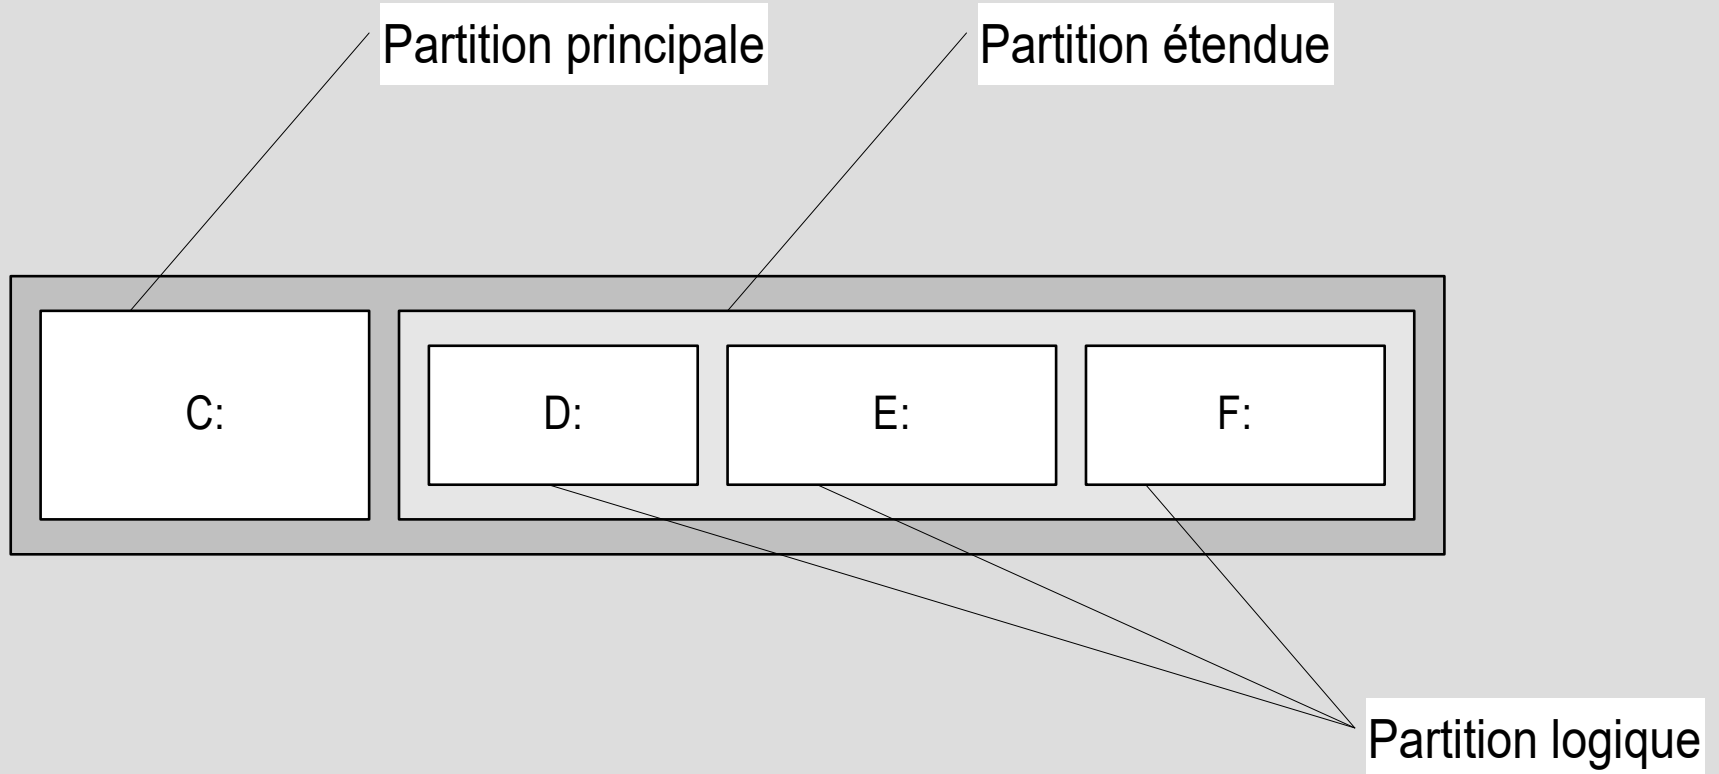 Partition principale
Partition étendue
C:
D:
E:
F:
Partition logique